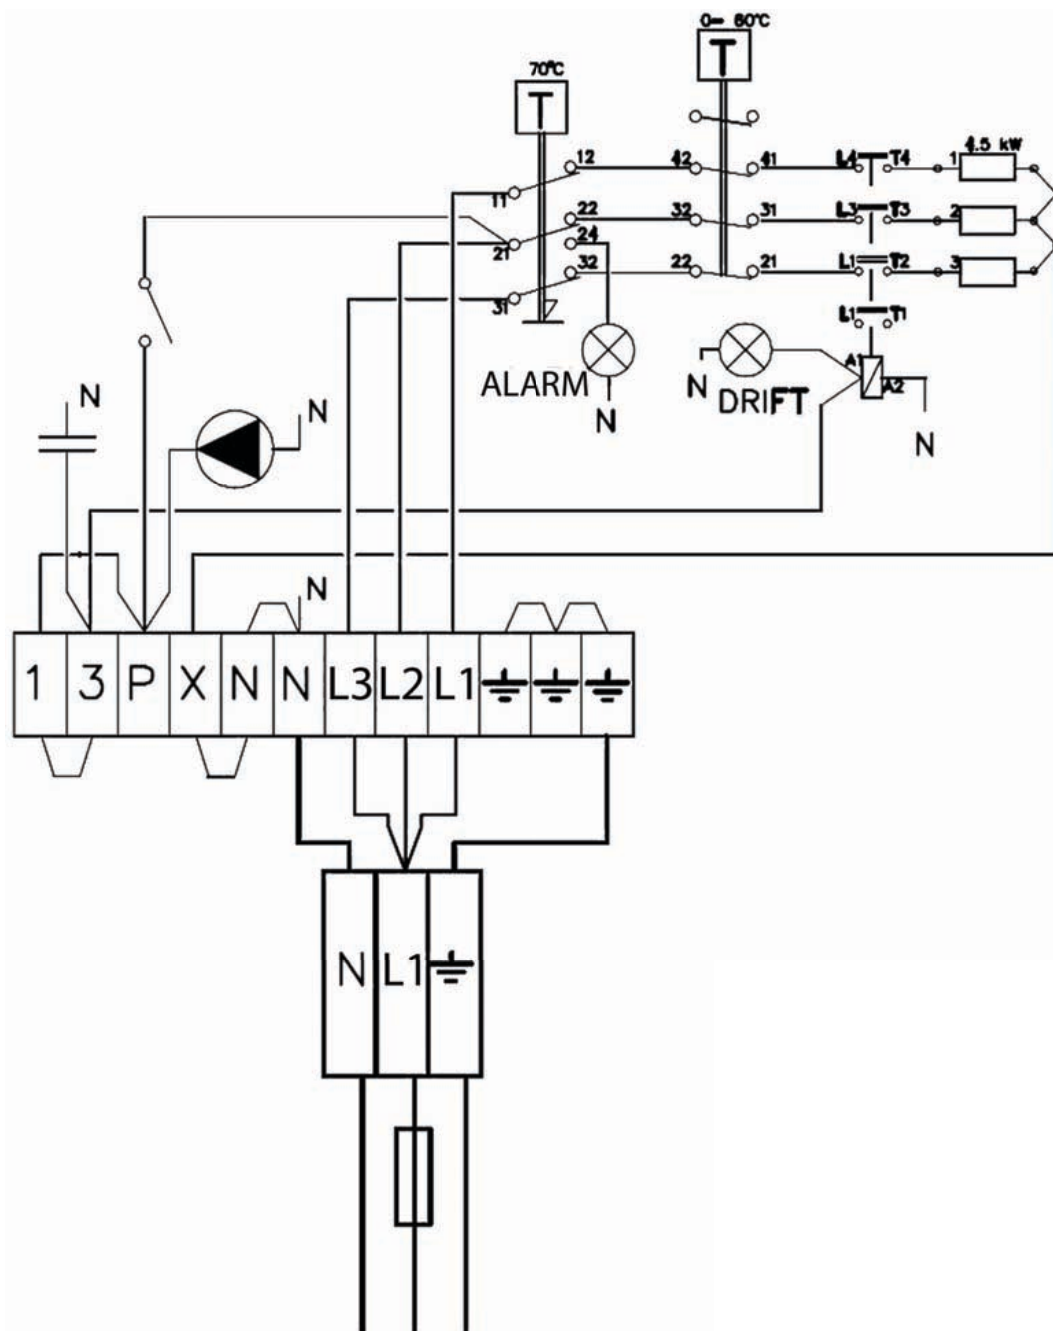 0- 60°C
T
70°C
T
12 42 41 L4 T4 1 4.5 kW
11
22 32 31 L3 T3 2
21 24
32 22 21 L1 T2 3
31
L1 T1
ALARM N
N DRIFT A1 A2
N
N
N
N
1 3 P X N N L3 L2 L1
N L1